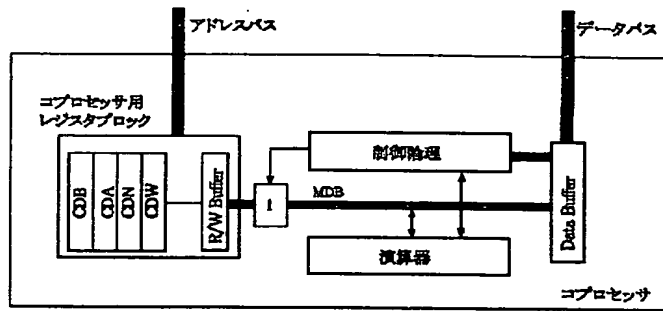 アドレスバス
データバス
コプロセッサ用
レジスタブロック
CDB
CDA
CDN
CDW
R/W Buffer
1
MDB
制御論理
演算器
Data Buffer
コプロセッサ